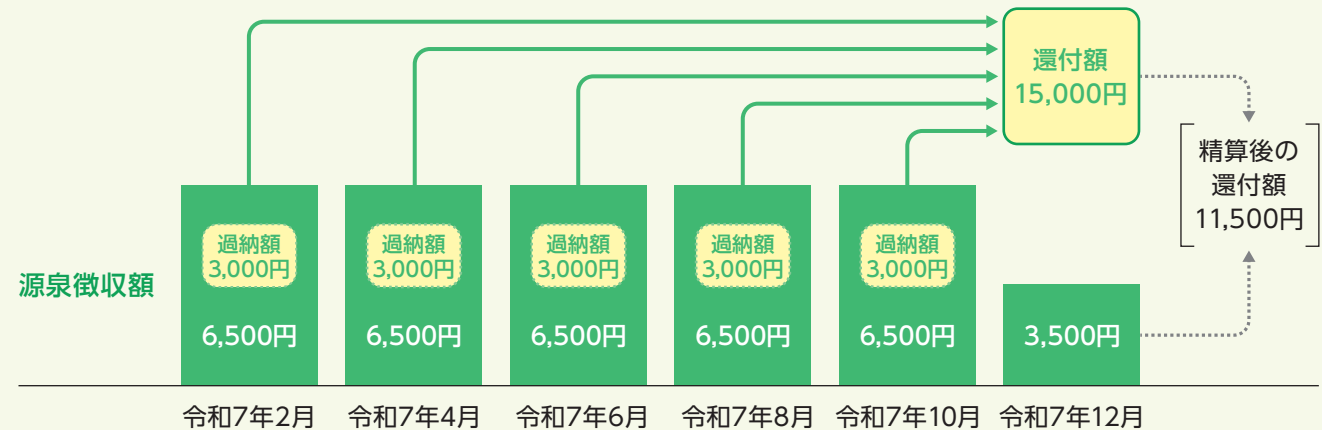 還付額
15,000円
精算後の
還付額
11,500円
源泉徴収額
過納額
3,000円
6,500円
過納額
3,000円
6,500円
過納額
3,000円
6,500円
過納額
3,000円
6,500円
過納額
3,000円
6,500円
3,500円
令和7年2月
令和7年4月
令和7年6月
令和7年8月
令和7年10月
令和7年12月